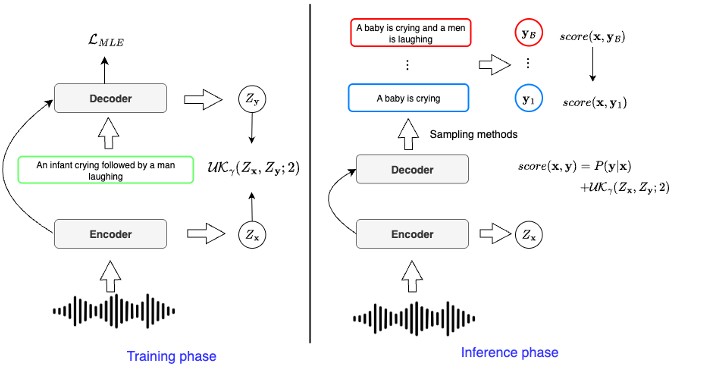 ℒ_MLE
Decoder
Z_y
An infant crying followed by a man
laughing
𝒰𝒦_γ(Z_x, Z_y; 2)
Encoder
Z_x
Training phase
A baby is crying and a men
is laughing
y_B
score(x, y_B)
⋮
⋮
A baby is crying
y_1
score(x, y_1)
Sampling methods
Decoder
score(x, y) = P(y|x)
+𝒰𝒦_γ(Z_x, Z_y; 2)
Encoder
Z_x
Inference phase